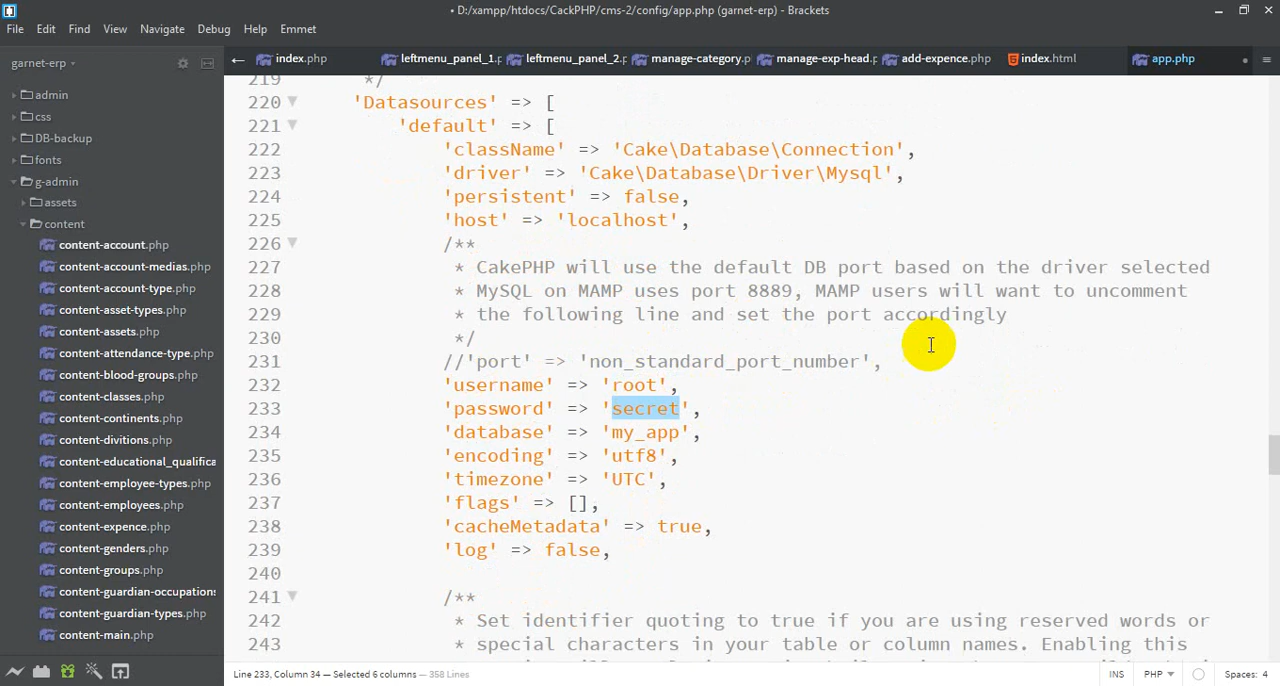 • D:/xampp/htdocs/CackPHP/cms-2/config/app.php (garnet-erp) - Brackets
File Edit Find View Navigate Debug Help Emmet
garnet-erp
index.php leftmenu_panel_1.p leftmenu_panel_2.p manage-category.p manage-exp-head.p add-expence.php index.html app.php
admin
css
DB-backup
fonts
g-admin
assets
content
content-account.php
content-account-medias.php
content-account-type.php
content-asset-types.php
content-assets.php
content-attendance-type.php
content-blood-groups.php
content-classes.php
content-continents.php
content-divitions.php
content-educational_qualifica
content-employee-types.php
content-employees.php
content-expence.php
content-genders.php
content-groups.php
content-guardian-occupations
content-guardian-types.php
content-main.php
219 */
220 'Datasources' => [
221 'default' => [
222 'className' => 'Cake\Database\Connection',
223 'driver' => 'Cake\Database\Driver\Mysql',
224 'persistent' => false,
225 'host' => 'localhost',
226 /**
227 * CakePHP will use the default DB port based on the driver selected
228 * MySQL on MAMP uses port 8889, MAMP users will want to uncomment
229 * the following line and set the port accordingly
230 */
231 //'port' => 'non_standard_port_number',
232 'username' => 'root',
233 'password' => 'secret',
234 'database' => 'my_app',
235 'encoding' => 'utf8',
236 'timezone' => 'UTC',
237 'flags' => [],
238 'cacheMetadata' => true,
239 'log' => false,
240
241 /**
242 * Set identifier quoting to true if you are using reserved words or
243 * special characters in your table or column names. Enabling this
Line 233, Column 34 — Selected 6 columns — 358 Lines
INS PHP Spaces: 4